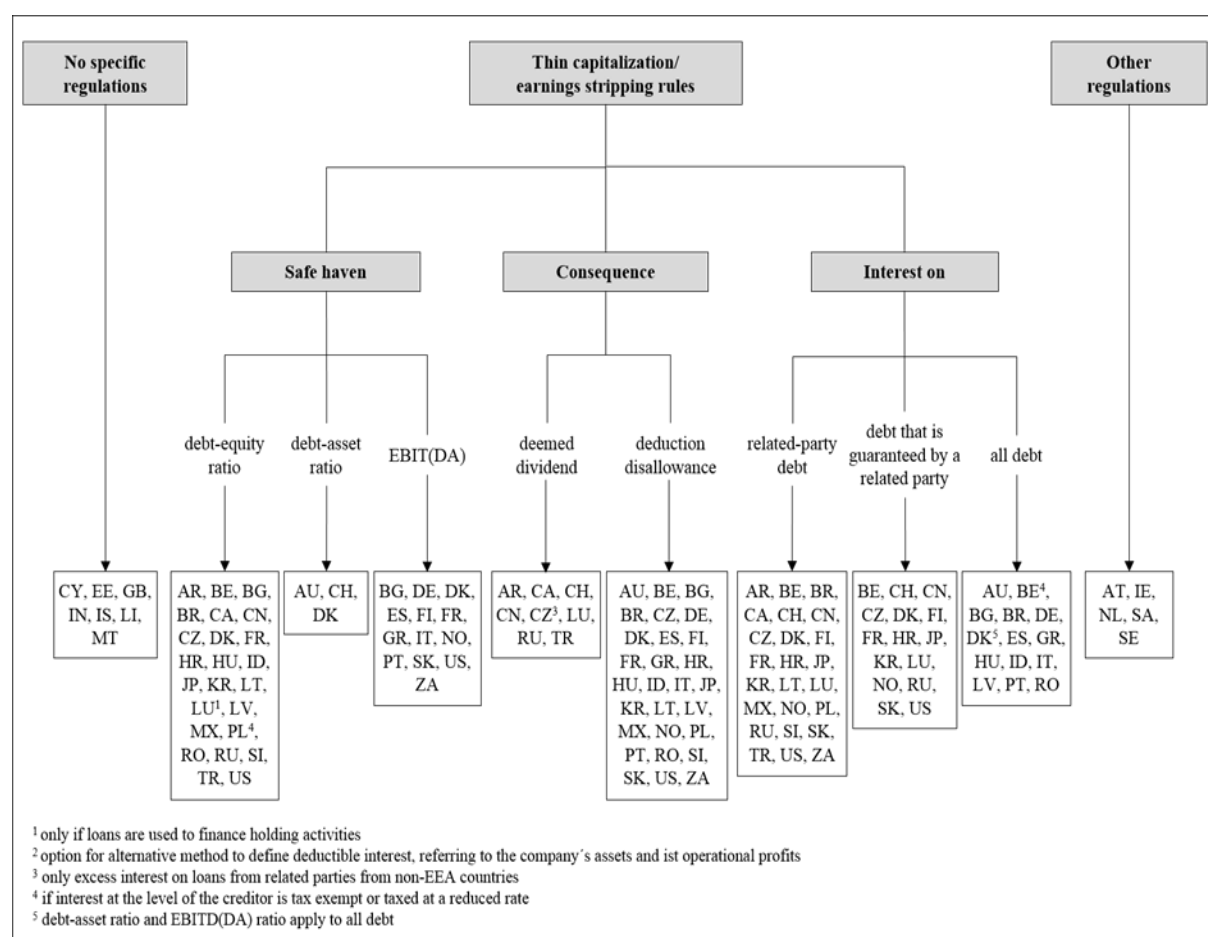 No specific
regulations
Thin capitalization/
earnings stripping rules
Other
regulations
Safe haven
Consequence
Interest on
debt-equity
ratio
debt-asset
ratio
EBIT(DA)
deemed
dividend
deduction
disallowance
related-party
debt
debt that is
guaranteed by a
related party
all debt
CY, EE, GB,
IN, IS, LI,
MT
AR, BE, BG,
BR, CA, CN,
CZ, DK, FR,
HR, HU, ID,
JP, KR, LT,
LU¹, LV,
MX, PL⁴,
RO, RU, SI,
TR, US
AU, CH,
DK
BG, DE, DK,
ES, FI, FR,
GR, IT, NO,
PT, SK, US,
ZA
AR, CA, CH,
CN, CZ³, LU,
RU, TR
AU, BE, BG,
BR, CZ, DE,
DK, ES, FI,
FR, GR, HR,
HU, ID, IT, JP,
KR, LT, LV,
MX, NO, PL,
PT, RO, SI,
SK, US, ZA
AR, BE, BR,
CA, CH, CN,
CZ, DK, FI,
FR, HR, JP,
KR, LT, LU,
MX, NO, PL,
RU, SI, SK,
TR, US, ZA
BE, CH, CN,
CZ, DK, FI,
FR, HR, JP,
KR, LU,
NO, RU,
SK, US
AU, BE⁴,
BG, BR, DE,
DK⁵, ES, GR,
HU, ID, IT,
LV, PT, RO
AT, IE,
NL, SA,
SE
¹ only if loans are used to finance holding activities
² option for alternative method to define deductible interest, referring to the company´s assets and ist operational profits
³ only excess interest on loans from related parties from non-EEA countries
⁴ if interest at the level of the creditor is tax exempt or taxed at a reduced rate
⁵ debt-asset ratio and EBITD(DA) ratio apply to all debt